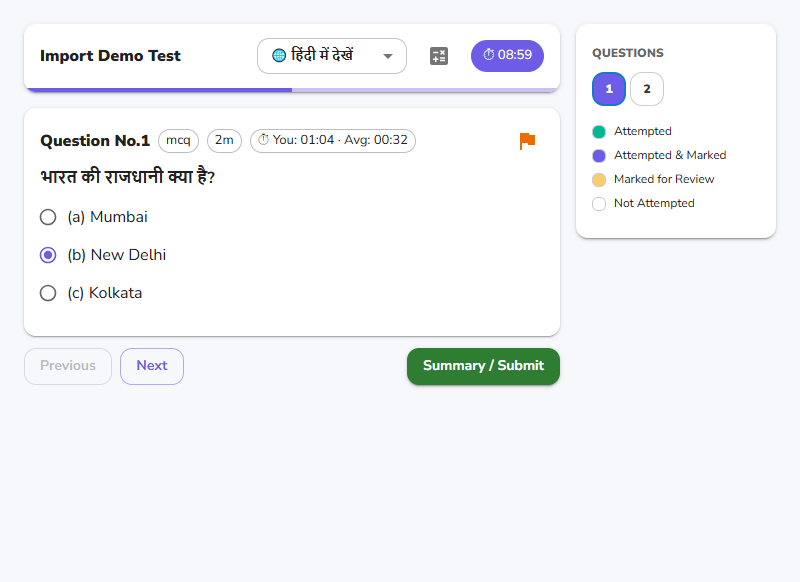 Import Demo Test
हिंदी में देखें
08:59
Question No.1 mcq 2m You: 01:04 · Avg: 00:32
भारत की राजधानी क्या है?
(a) Mumbai
(b) New Delhi
(c) Kolkata
Previous Next Summary / Submit
QUESTIONS
1 2
Attempted
Attempted & Marked
Marked for Review
Not Attempted